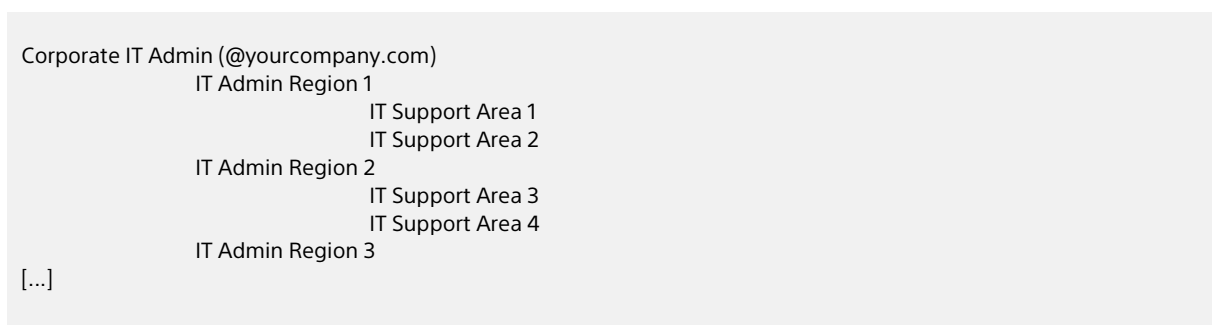 Corporate IT Admin (@yourcompany.com)
IT Admin Region 1
IT Support Area 1
IT Support Area 2
IT Admin Region 2
IT Support Area 3
IT Support Area 4
IT Admin Region 3
[...]